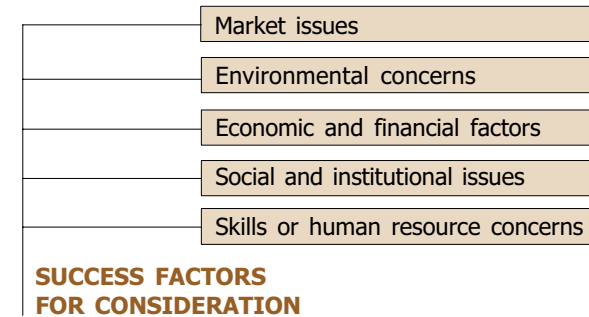 Market issues
Environmental concerns
Economic and financial factors
Social and institutional issues
Skills or human resource concerns
SUCCESS FACTORS
FOR CONSIDERATION